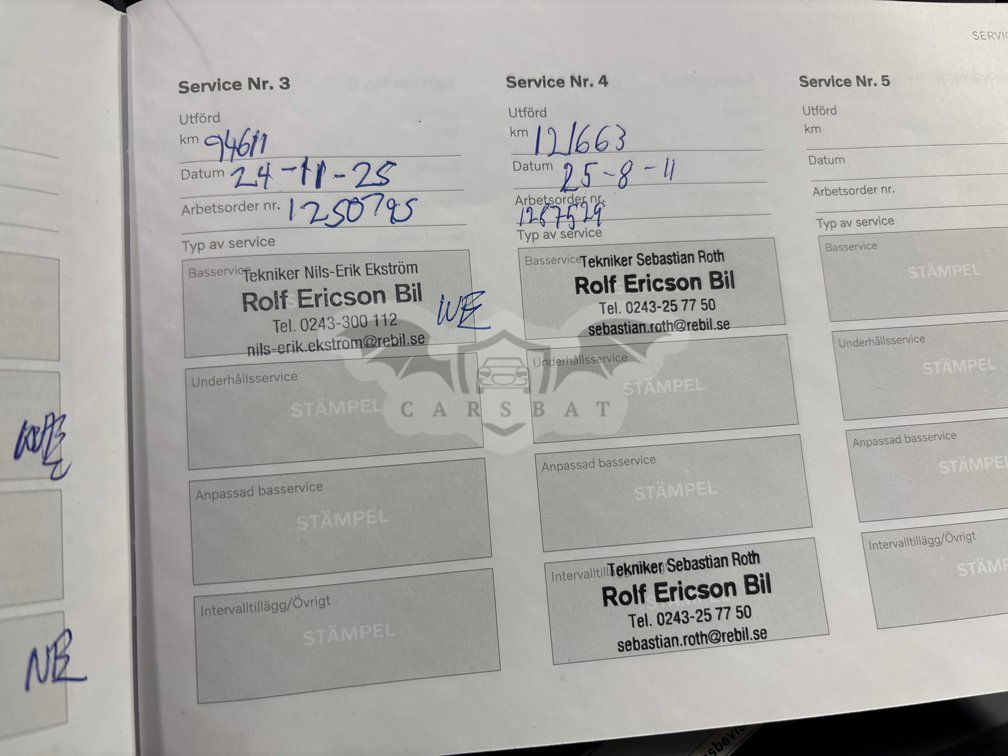 SERVIC
Service Nr. 3
Utförd
km 94611
Datum 24-11-25
Arbetsorder nr. 1250795
Typ av service
Basservice
Tekniker Nils-Erik Ekström
Rolf Ericson Bil
Tel. 0243-300 112
nils-erik.ekstrom@rebil.se
Underhållsservice
STÄMPEL
Anpassad basservice
STÄMPEL
Intervalltillägg/Övrigt
STÄMPEL
Service Nr. 4
Utförd
km 121663
Datum 25-8-11
Arbetsorder nr.
1267529
Typ av service
Basservice
Tekniker Sebastian Roth
Rolf Ericson Bil
Tel. 0243-25 77 50
sebastian.roth@rebil.se
Underhållsservice
STÄMPEL
Anpassad basservice
STÄMPEL
Tekniker Sebastian Roth
Rolf Ericson Bil
Tel. 0243-25 77 50
sebastian.roth@rebil.se
Service Nr. 5
Utförd
km
Datum
Arbetsorder nr.
Typ av service
Basservice
STÄMPEL
Underhållsservice
STÄMPEL
Anpassad basservice
STÄMPEL
Intervalltillägg/Övrigt
STÄMP
CARSBAT